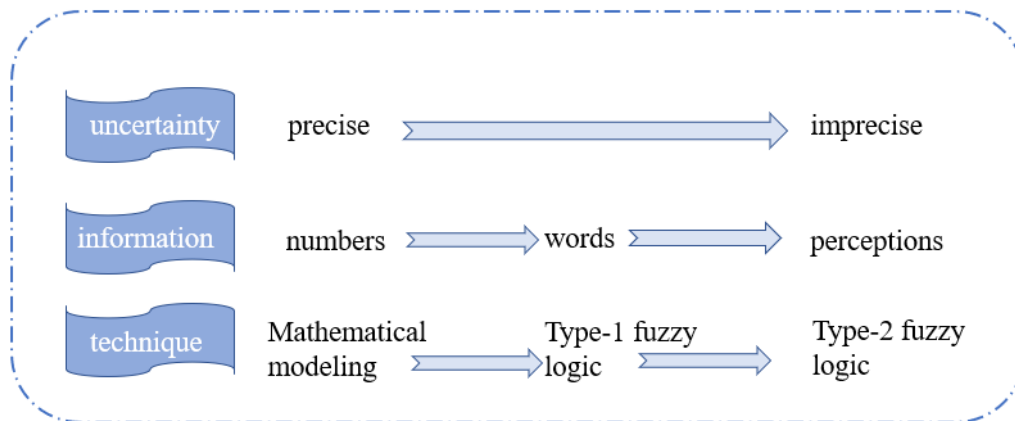 uncertainty precise imprecise
information numbers words perceptions
technique Mathematical modeling Type-1 fuzzy logic Type-2 fuzzy logic